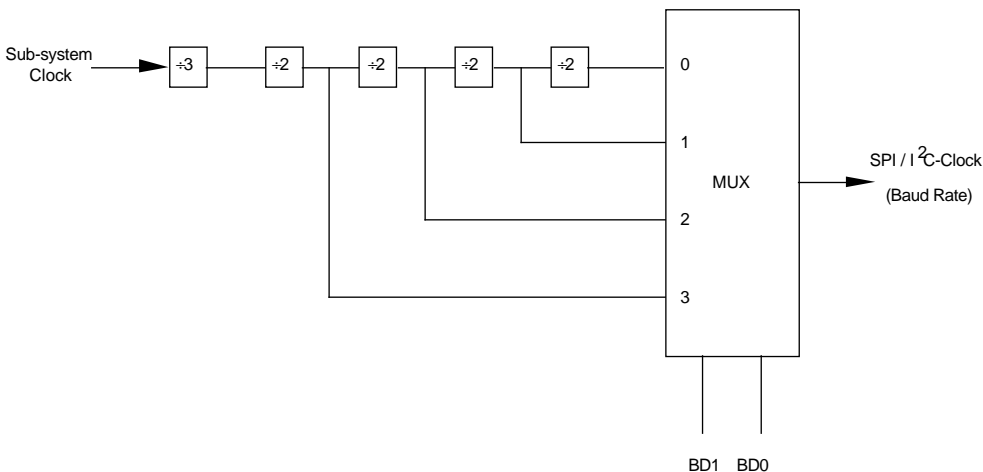 Sub-system
Clock
÷3
÷2
÷2
÷2
÷2
0
1
2
3
MUX
SPI / I²C-Clock
(Baud Rate)
BD1 BD0